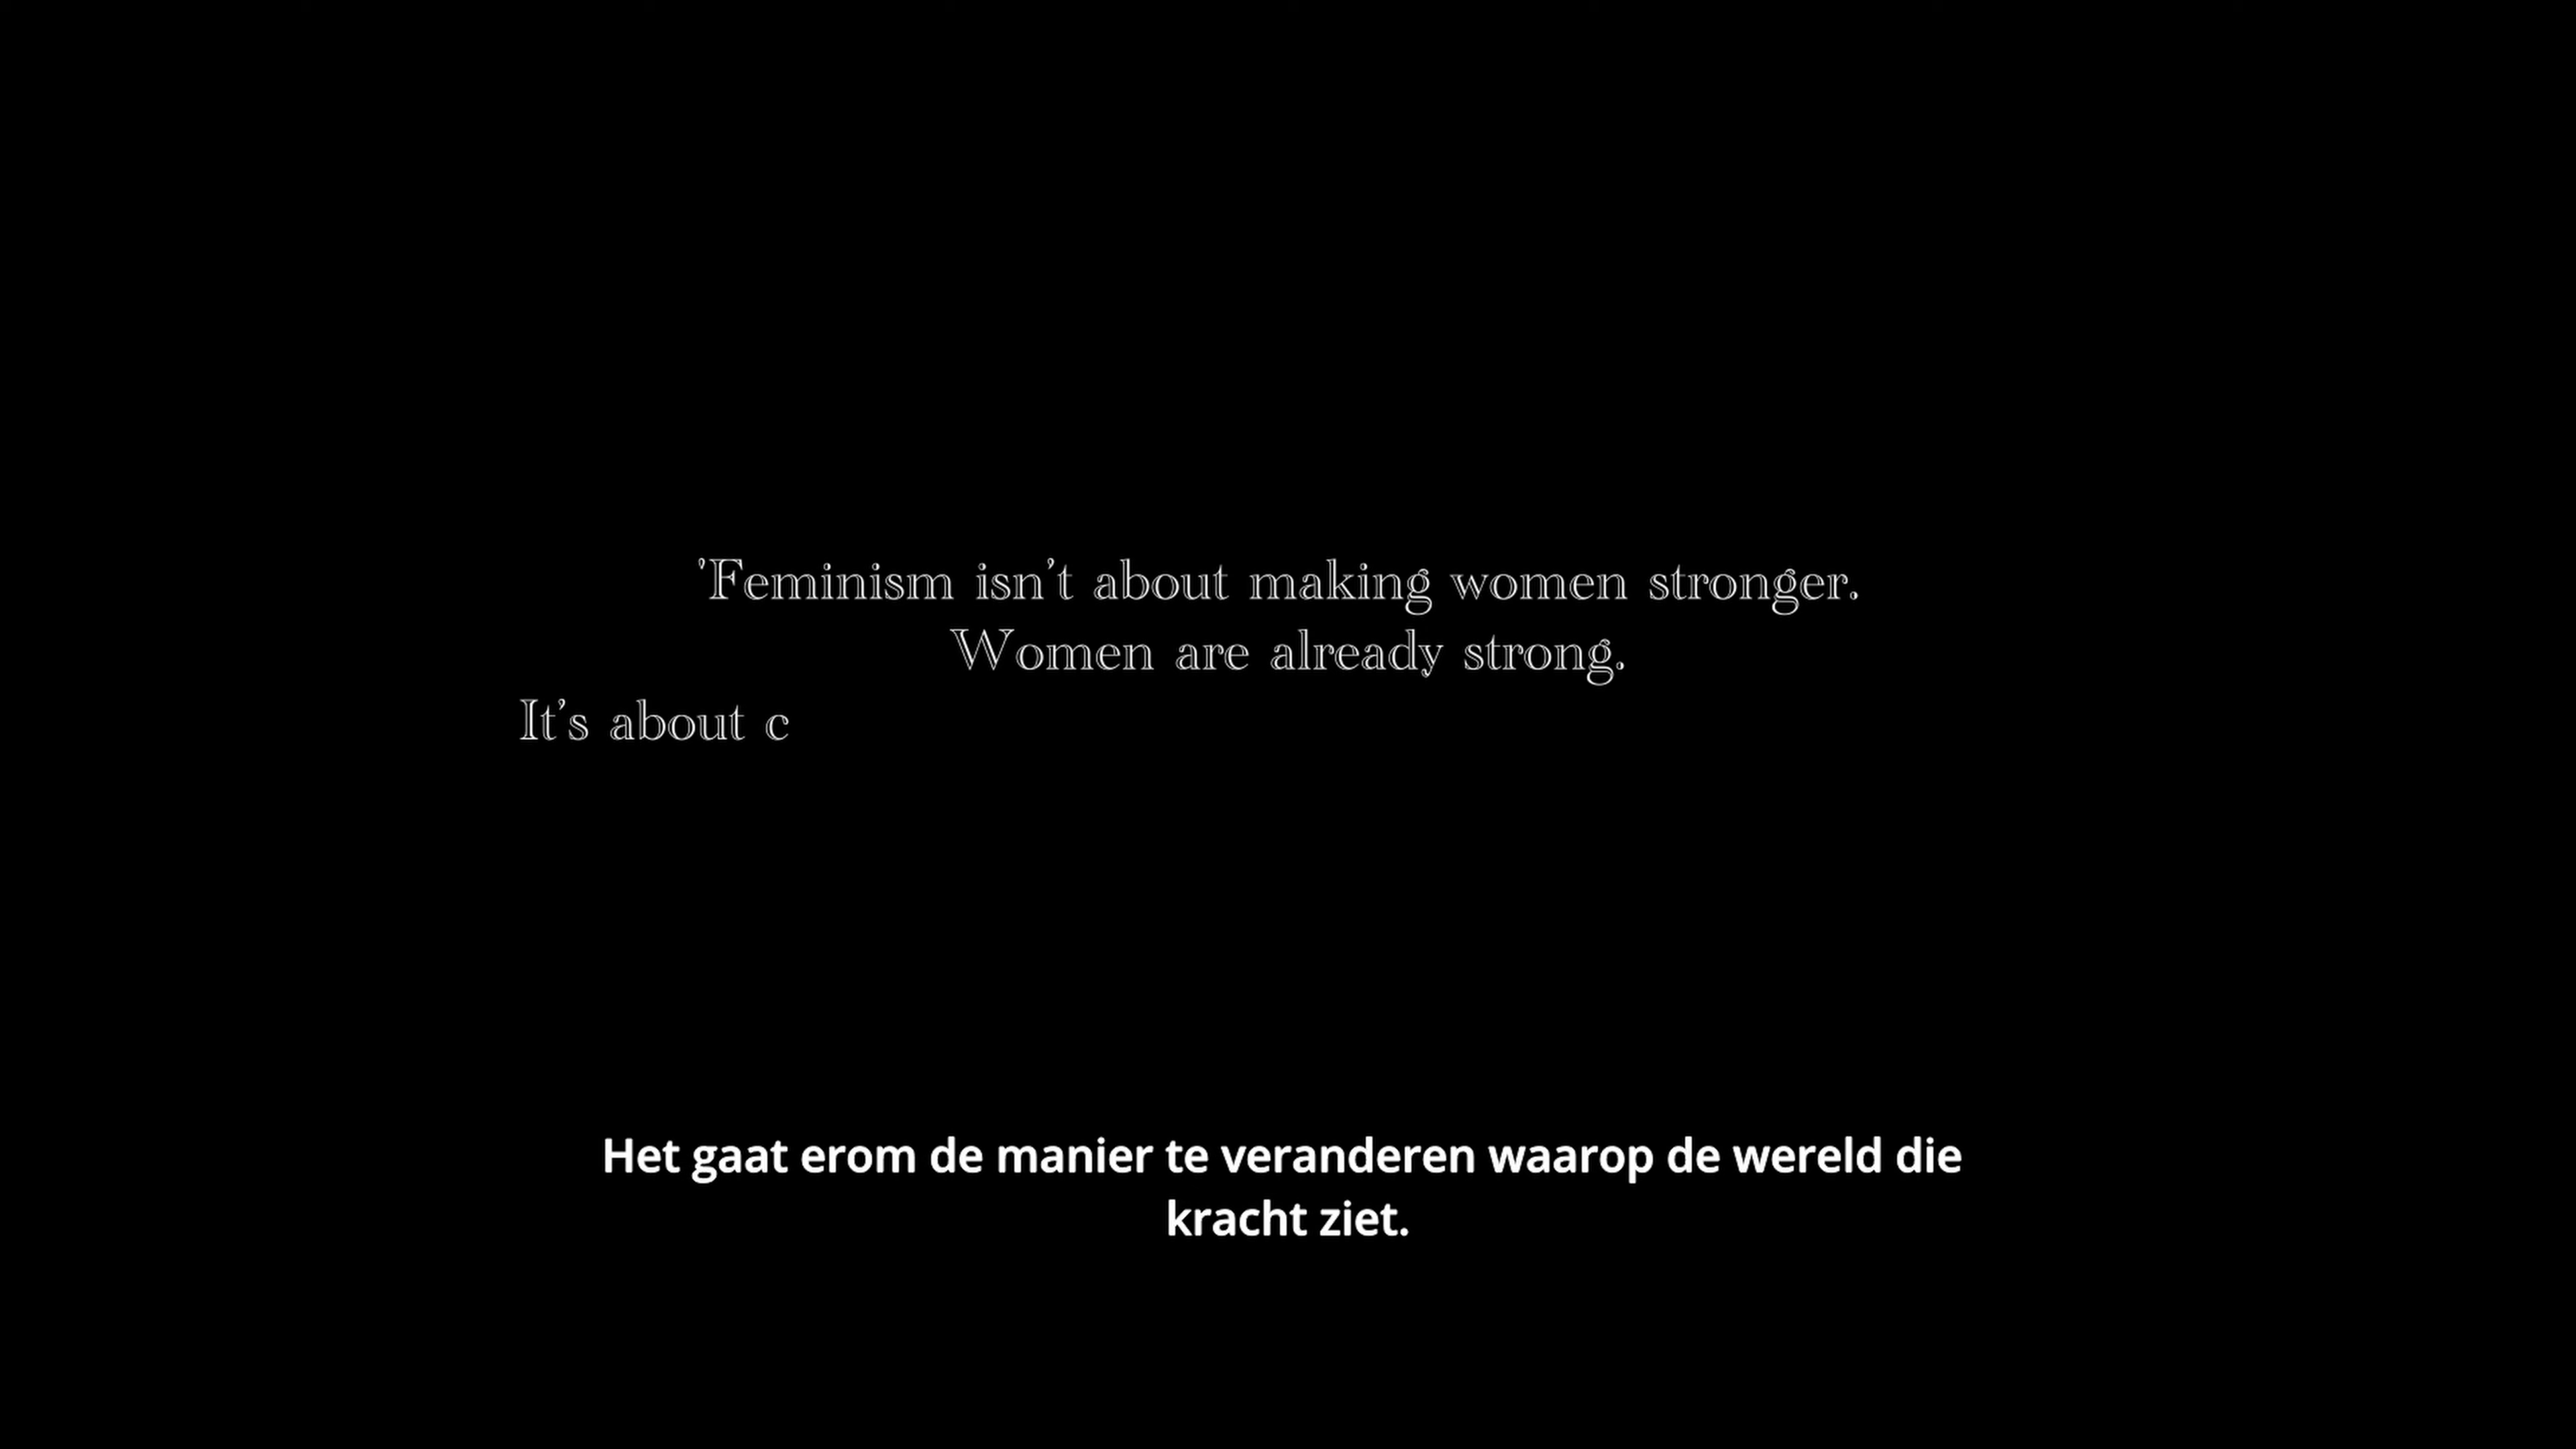 'Feminism isn't about making women stronger.
Women are already strong.
It's about c
Het gaat erom de manier te veranderen waarop de wereld die
kracht ziet.